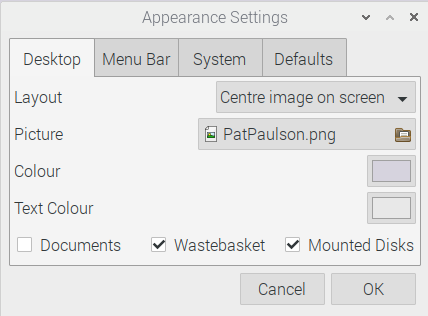 Appearance Settings
Desktop Menu Bar System Defaults
Layout Centre image on screen
Picture PatPaulson.png
Colour
Text Colour
Documents Wastebasket Mounted Disks
Cancel OK